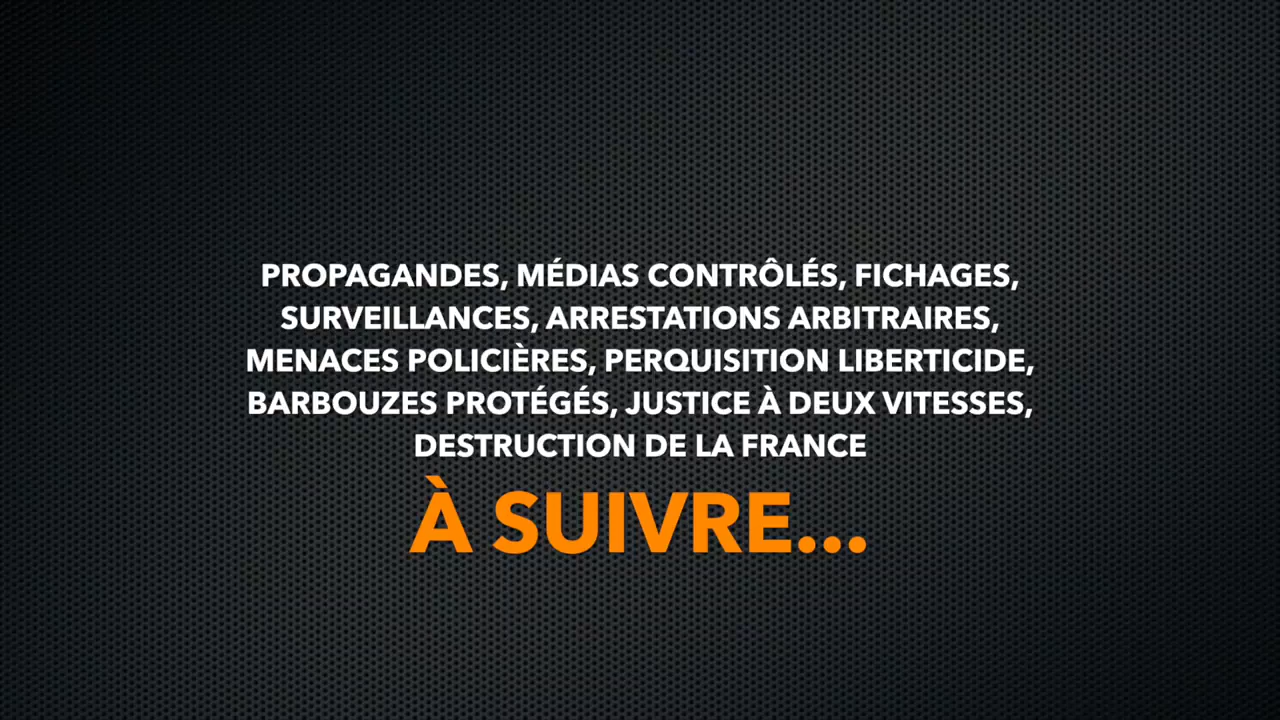 PROPAGANDES, MÉDIAS CONTRÔLÉS, FICHAGES,
SURVEILLANCES, ARRESTATIONS ARBITRAIRES,
MENACES POLICIÈRES, PERQUISITION LIBERTICIDE,
BARBOUZES PROTÉGÉS, JUSTICE À DEUX VITESSES,
DESTRUCTION DE LA FRANCE
À SUIVRE...